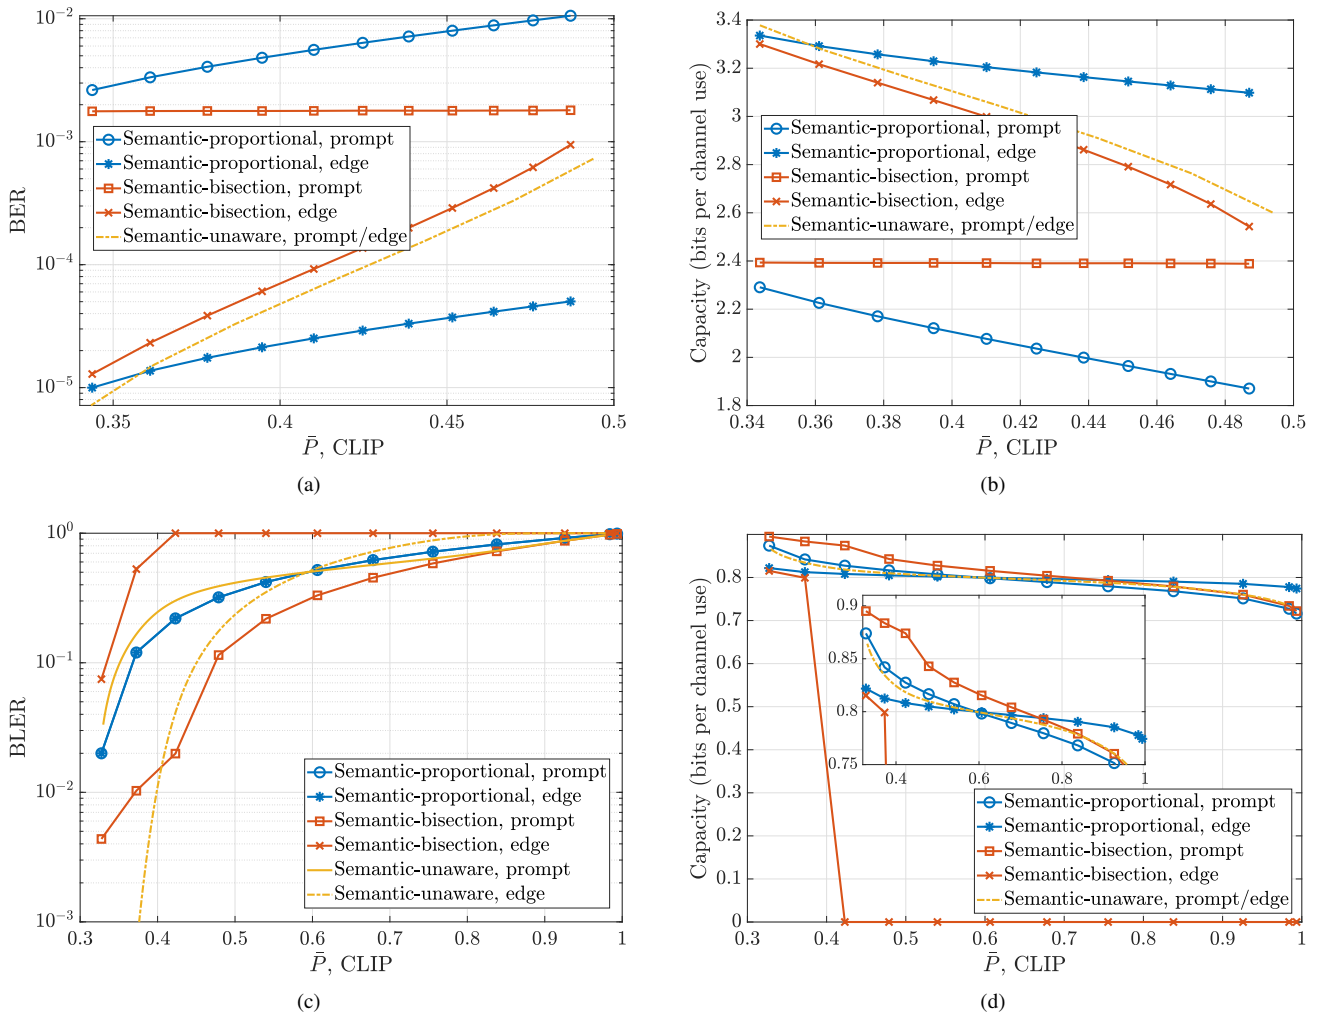 10^{-2}
10^{-3}
10^{-4}
10^{-5}
BER
Semantic-proportional, prompt
Semantic-proportional, edge
Semantic-bisection, prompt
Semantic-bisection, edge
Semantic-unaware, prompt/edge
0.35 0.4 0.45 0.5
P̄, CLIP
(a)
3.4
3.2
3
2.8
2.6
2.4
2.2
2
1.8
Capacity (bits per channel use)
Semantic-proportional, prompt
Semantic-proportional, edge
Semantic-bisection, prompt
Semantic-bisection, edge
Semantic-unaware, prompt/edge
0.34 0.36 0.38 0.4 0.42 0.44 0.46 0.48 0.5
P̄, CLIP
(b)
10^{0}
10^{-1}
10^{-2}
10^{-3}
BLER
Semantic-proportional, prompt
Semantic-proportional, edge
Semantic-bisection, prompt
Semantic-bisection, edge
Semantic-unaware, prompt
Semantic-unaware, edge
0.3 0.4 0.5 0.6 0.7 0.8 0.9 1
P̄, CLIP
(c)
0.8
0.7
0.6
0.5
0.4
0.3
0.2
0.1
0
Capacity (bits per channel use)
0.9
0.85
0.8
0.75
0.4 0.6 0.8 1
Semantic-proportional, prompt
Semantic-proportional, edge
Semantic-bisection, prompt
Semantic-bisection, edge
Semantic-unaware, prompt/edge
0.3 0.4 0.5 0.6 0.7 0.8 0.9 1
P̄, CLIP
(d)